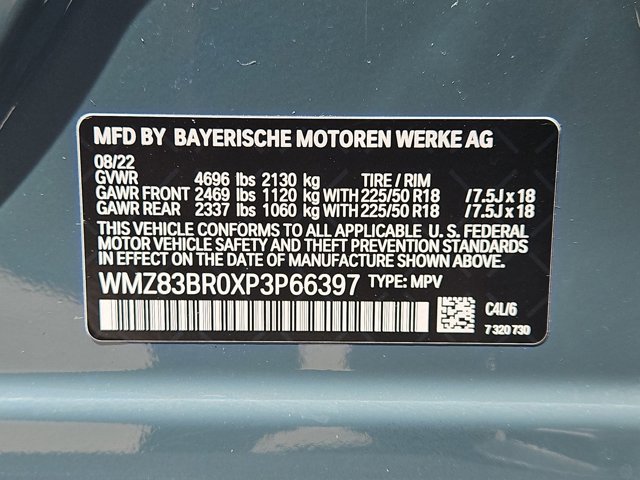 MFD BY BAYERISCHE MOTOREN WERKE AG
08/22
GVWR 4696 lbs 2130 kg TIRE / RIM
GAWR FRONT 2469 lbs 1120 kg WITH 225/50 R18 /7.5J x 18
GAWR REAR 2337 lbs 1060 kg WITH 225/50 R18 /7.5J x 18
THIS VEHICLE CONFORMS TO ALL APPLICABLE U. S. FEDERAL
MOTOR VEHICLE SAFETY AND THEFT PREVENTION STANDARDS
IN EFFECT ON THE DATE OF MANUFACTURE SHOWN ABOVE.
WMZ83BR0XP3P66397 TYPE: MPV
C4L/6
7 320 730